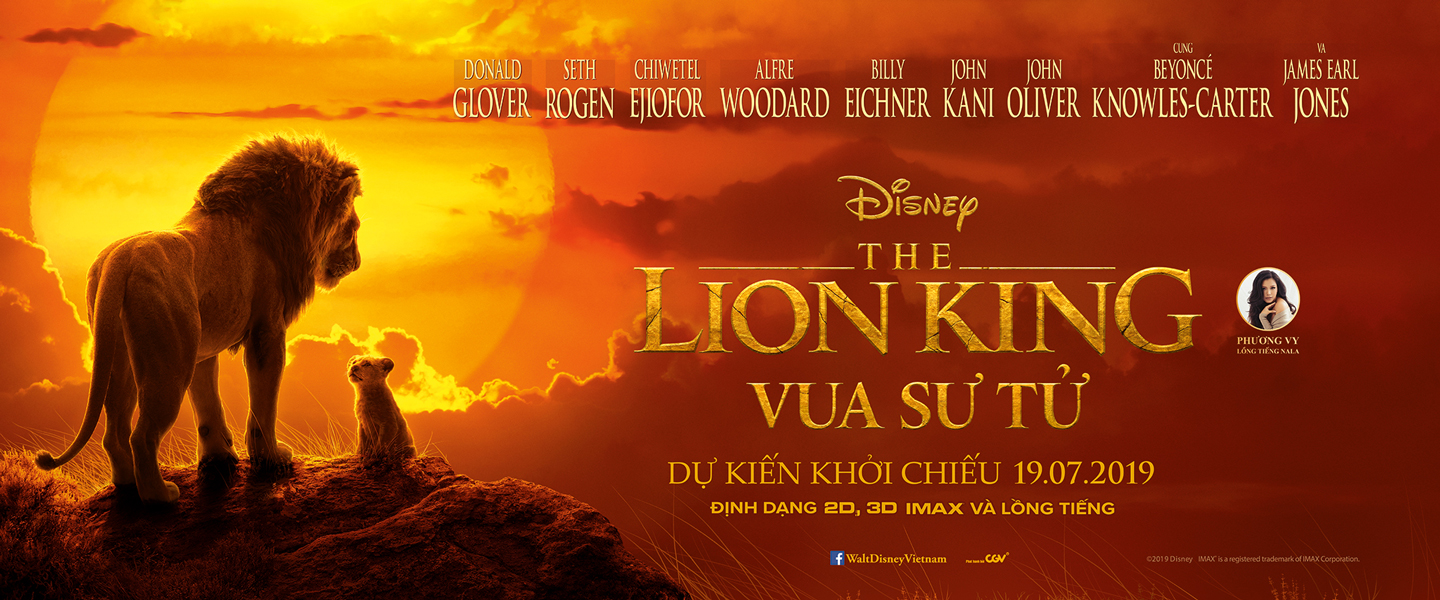 DONALD GLOVER
SETH ROGEN
CHIWETEL EJIOFOR
ALFRE WOODARD
BILLY EICHNER
JOHN KANI
JOHN OLIVER
CÙNG BEYONCÉ KNOWLES-CARTER
VÀ JAMES EARL JONES
DISNEY
THE
LION KING
VUA SƯ TỬ
PHƯƠNG VY
LỒNG TIẾNG NALA
DỰ KIẾN KHỞI CHIẾU 19.07.2019
ĐỊNH DẠNG 2D, 3D IMAX VÀ LỒNG TIẾNG
f WaltDisneyVietnam
CGV
©2019 Disney IMAX® is a registered trademark of IMAX Corporation.